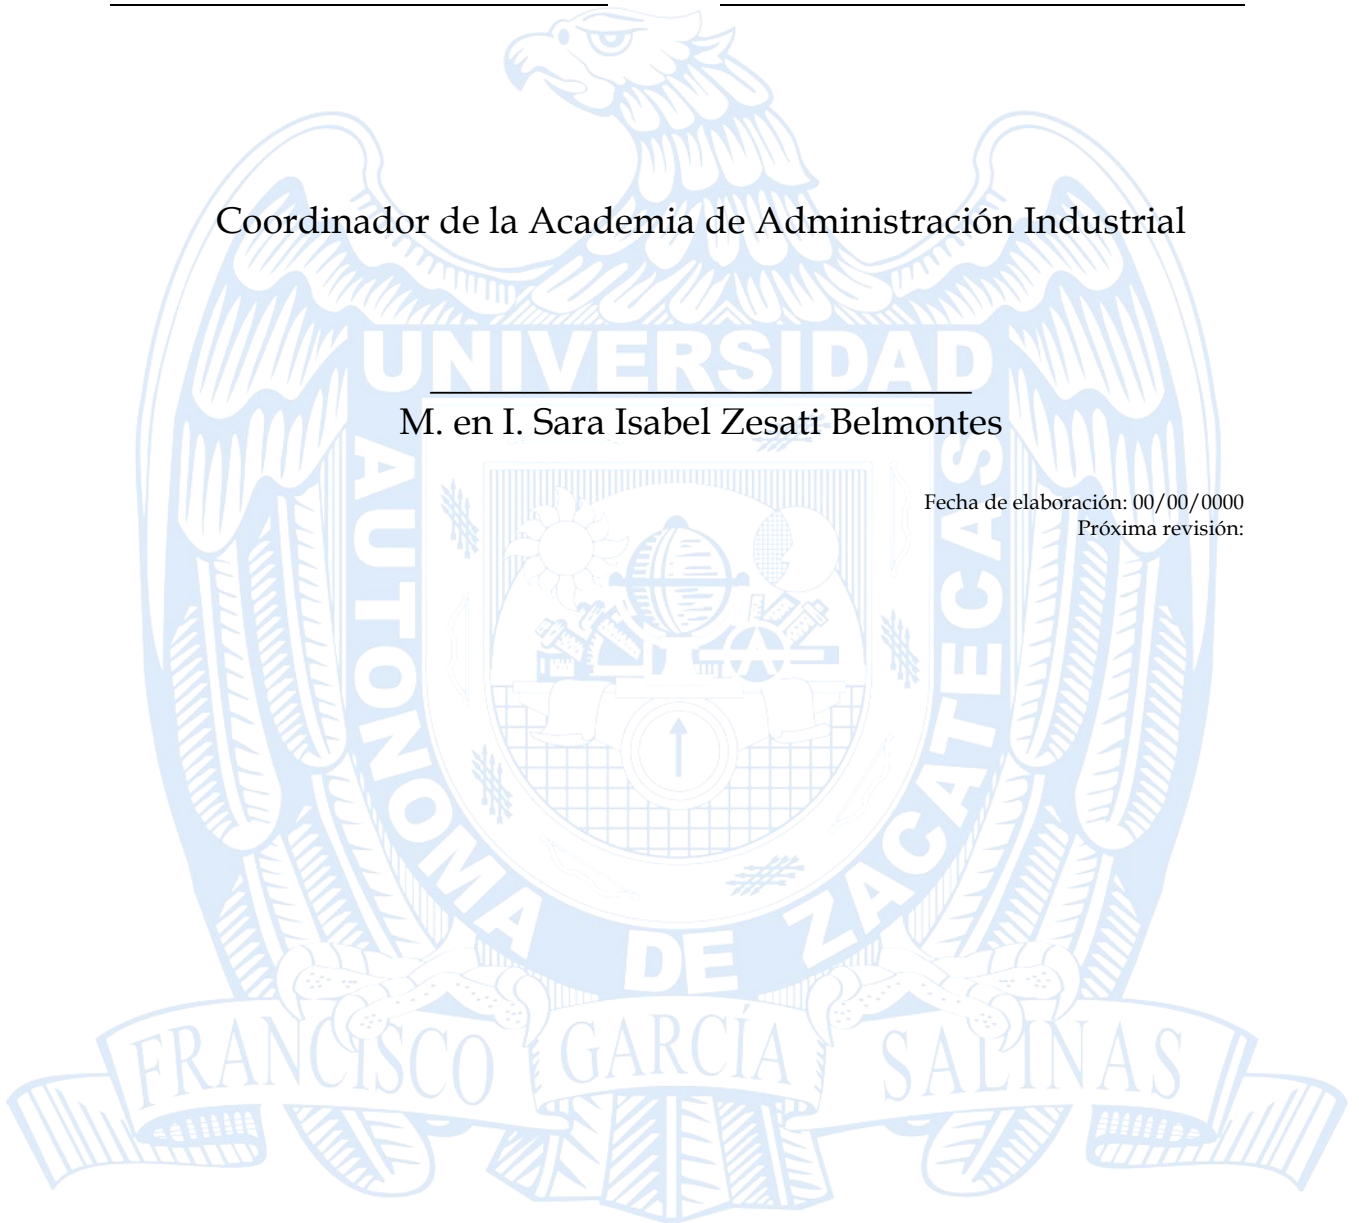 Coordinador de la Academia de Administración Industrial
M. en I. Sara Isabel Zesati Belmontes
Fecha de elaboración: 00/00/0000
Próxima revisión:
UNIVERSIDAD
AUTONOMA
DE
ZACATECAS
FRANCISCO GARCÍA SALINAS